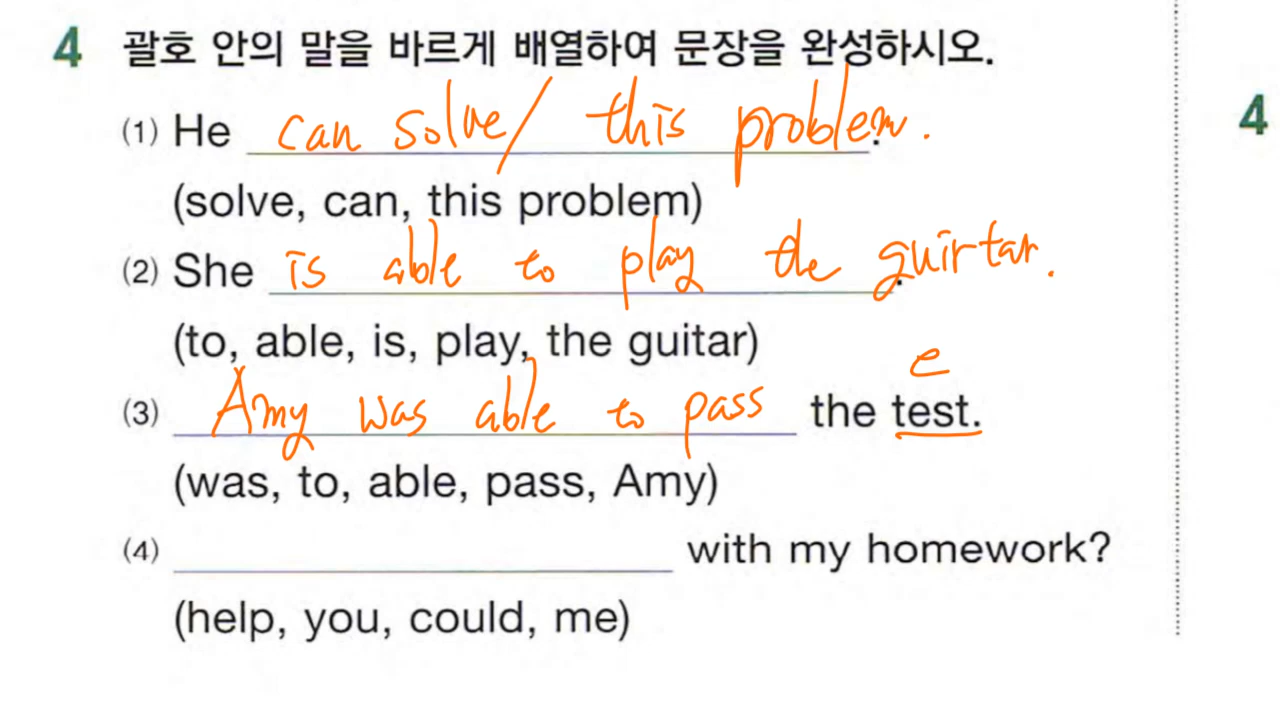 4 괄호 안의 말을 바르게 배열하여 문장을 완성하시오.
(1) He can solve / this problem.
4
(solve, can, this problem)
(2) She is able to play the guirtar.
(to, able, is, play, the guitar)
e
(3) Amy was able to pass the test.
(was, to, able, pass, Amy)
(4) ____________ with my homework?
(help, you, could, me)